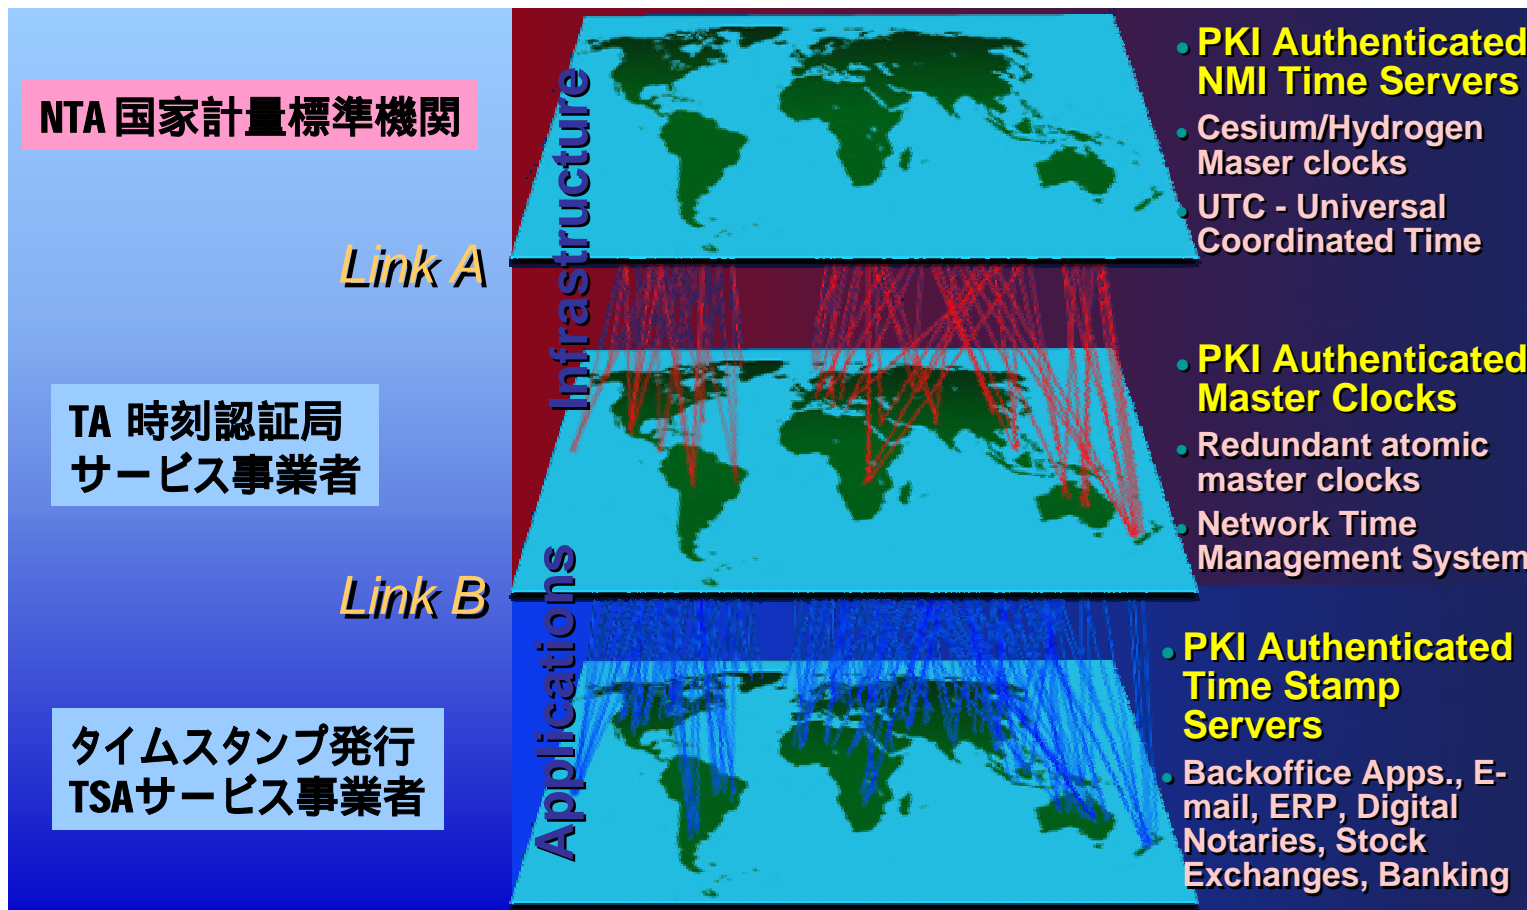 NTA 国家計量標準機関
Link A
TA 時刻認証局
サービス事業者
Link B
タイムスタンプ発行
TSAサービス事業者
Infrastructure
Applications
• PKI Authenticated
NMI Time Servers
• Cesium/Hydrogen
Maser clocks
• UTC - Universal
Coordinated Time
• PKI Authenticated
Master Clocks
• Redundant atomic
master clocks
• Network Time
Management System
• PKI Authenticated
Time Stamp
Servers
• Backoffice Apps., E-
mail, ERP, Digital
Notaries, Stock
Exchanges, Banking